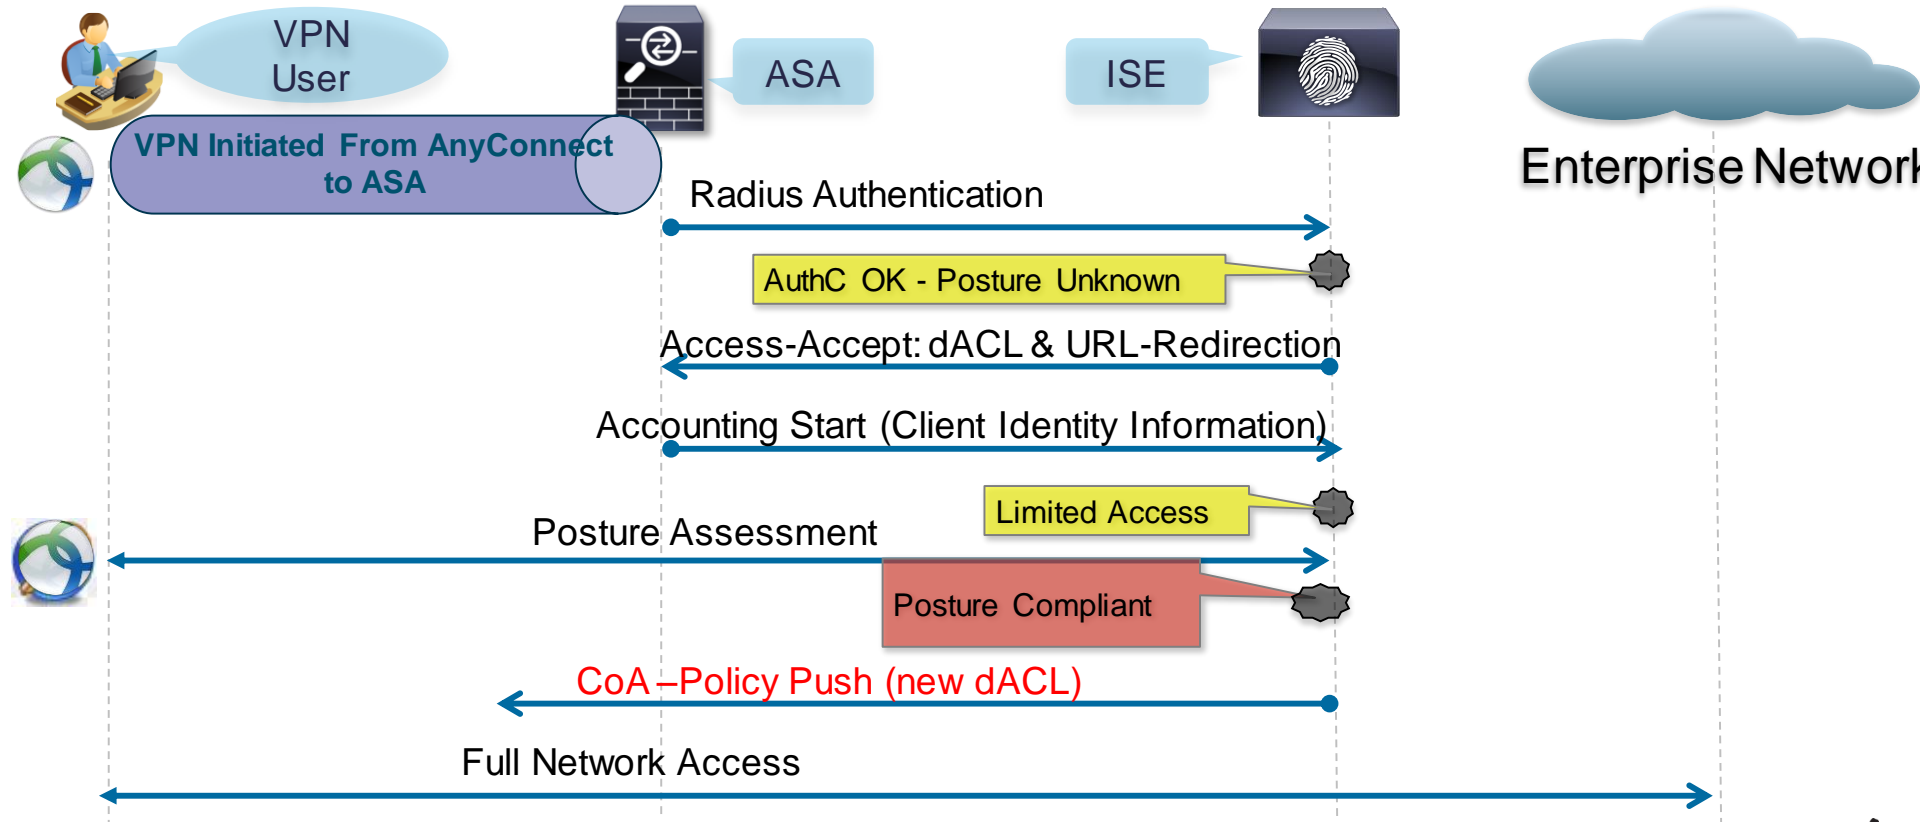 VPN
User
ASA
ISE
VPN Initiated From AnyConnect
to ASA
Enterprise Network
Radius Authentication
AuthC OK - Posture Unknown
Access-Accept: dACL & URL-Redirection
Accounting Start (Client Identity Information)
Limited Access
Posture Assessment
Posture Compliant
CoA –Policy Push (new dACL)
Full Network Access